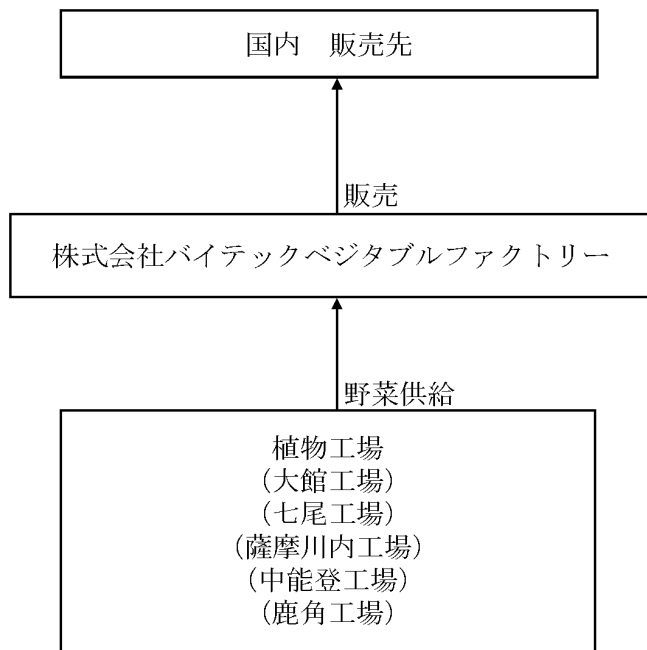 国内　販売先
販売
株式会社バイテックベジタブルファクトリー
野菜供給
植物工場
(大館工場)
(七尾工場)
(薩摩川内工場)
(中能登工場)
(鹿角工場)